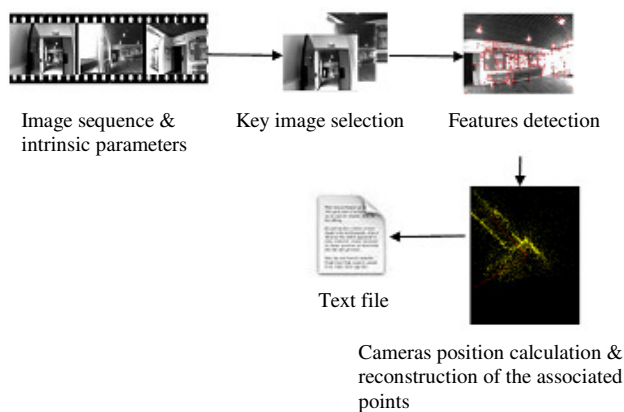 Image sequence &
intrinsic parameters
Key image selection
Features detection
Text file
Cameras position calculation &
reconstruction of the associated
points